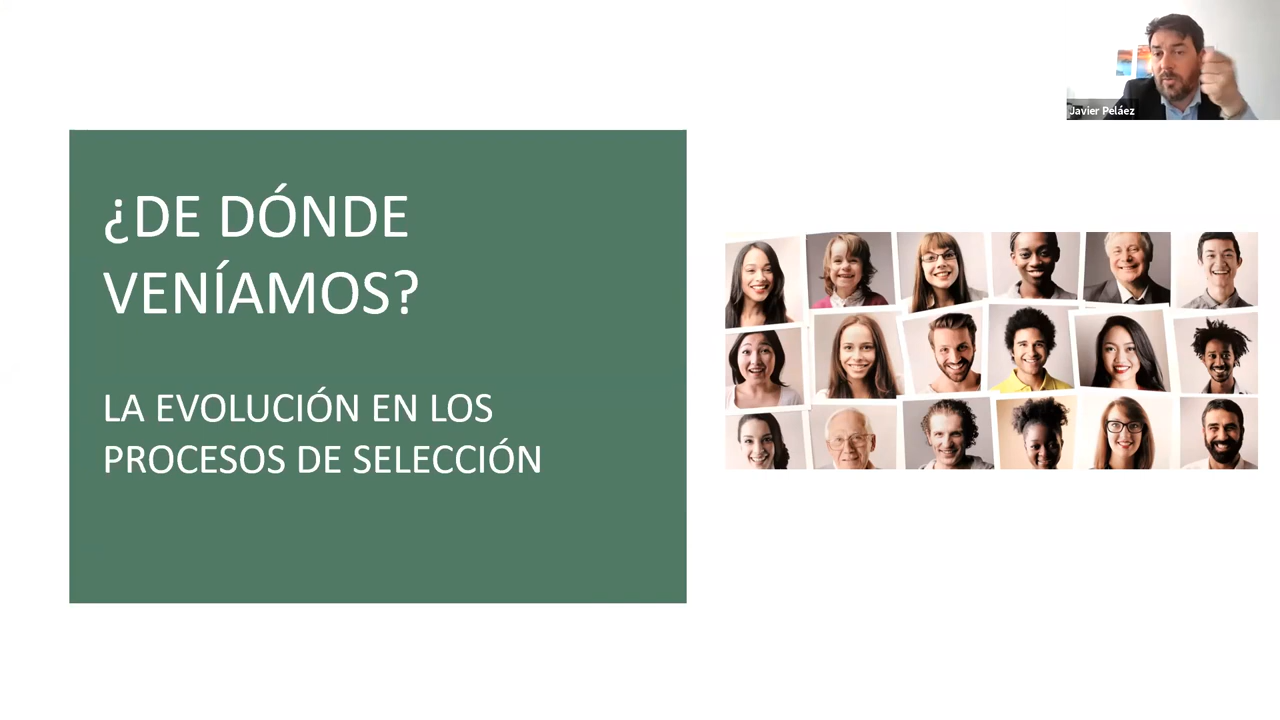 Javier Peláez
¿DE DÓNDE
VENÍAMOS?
LA EVOLUCIÓN EN LOS
PROCESOS DE SELECCIÓN